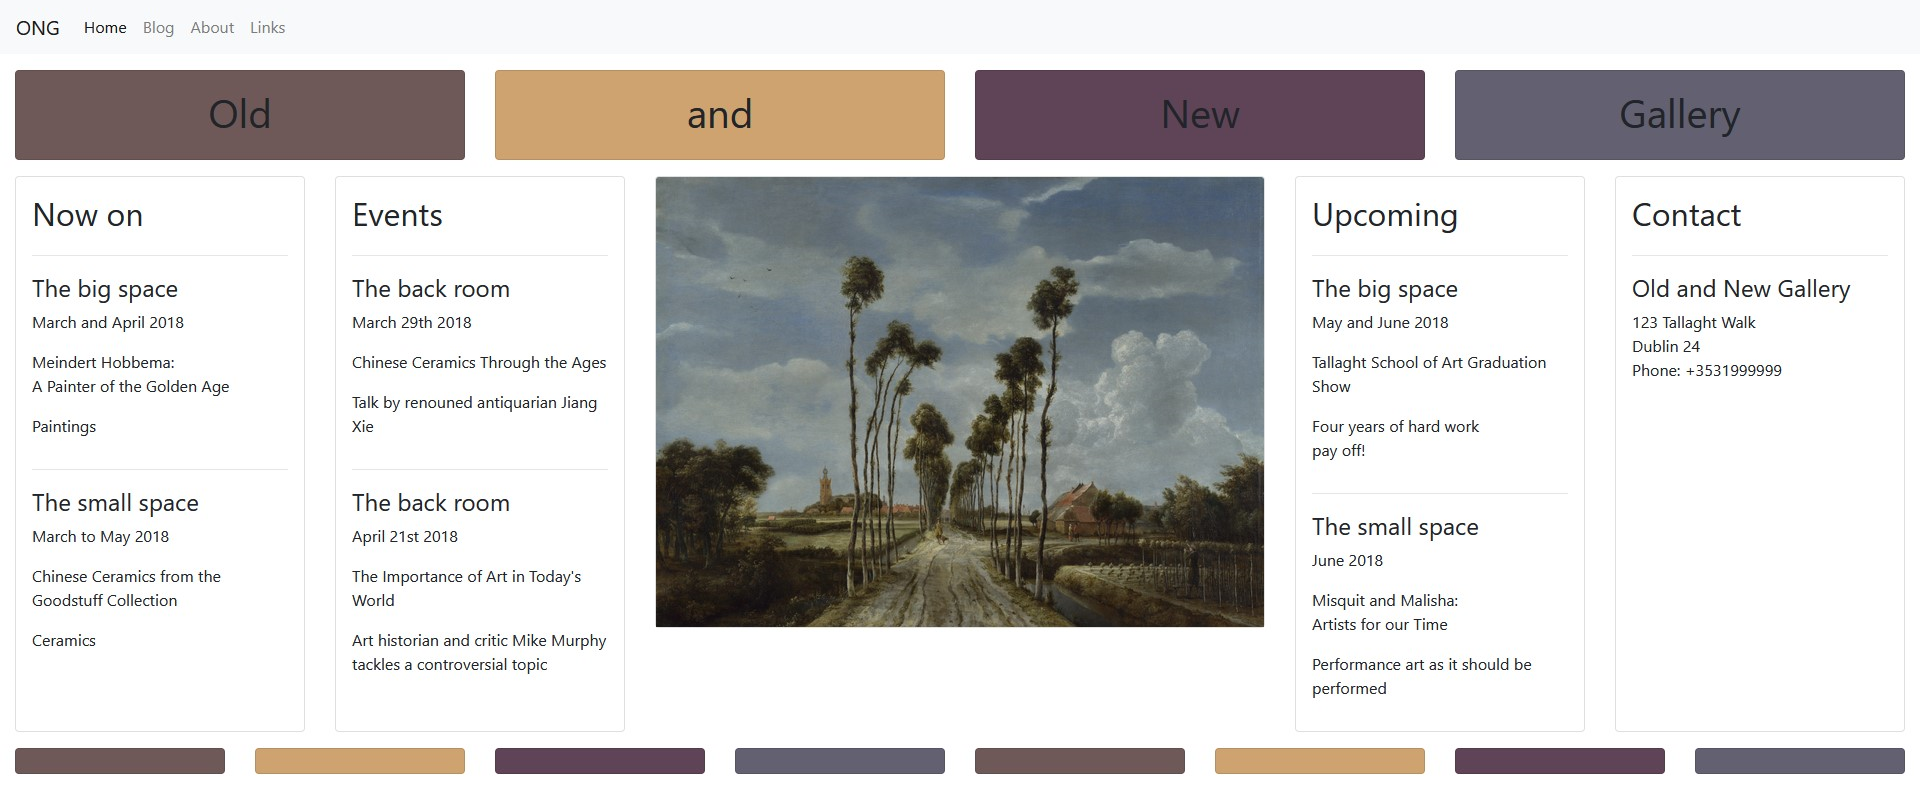 ONG Home Blog About Links
Old and New Gallery
Now on
The big space
March and April 2018
Meindert Hobbema:
A Painter of the Golden Age
Paintings
The small space
March to May 2018
Chinese Ceramics from the
Goodstuff Collection
Ceramics
Events
The back room
March 29th 2018
Chinese Ceramics Through the Ages
Talk by renouned antiquarian Jiang
Xie
The back room
April 21st 2018
The Importance of Art in Today's
World
Art historian and critic Mike Murphy
tackles a controversial topic
Upcoming
The big space
May and June 2018
Tallaght School of Art Graduation
Show
Four years of hard work
pay off!
The small space
June 2018
Misquit and Malisha:
Artists for our Time
Performance art as it should be
performed
Contact
Old and New Gallery
123 Tallaght Walk
Dublin 24
Phone: +3531999999